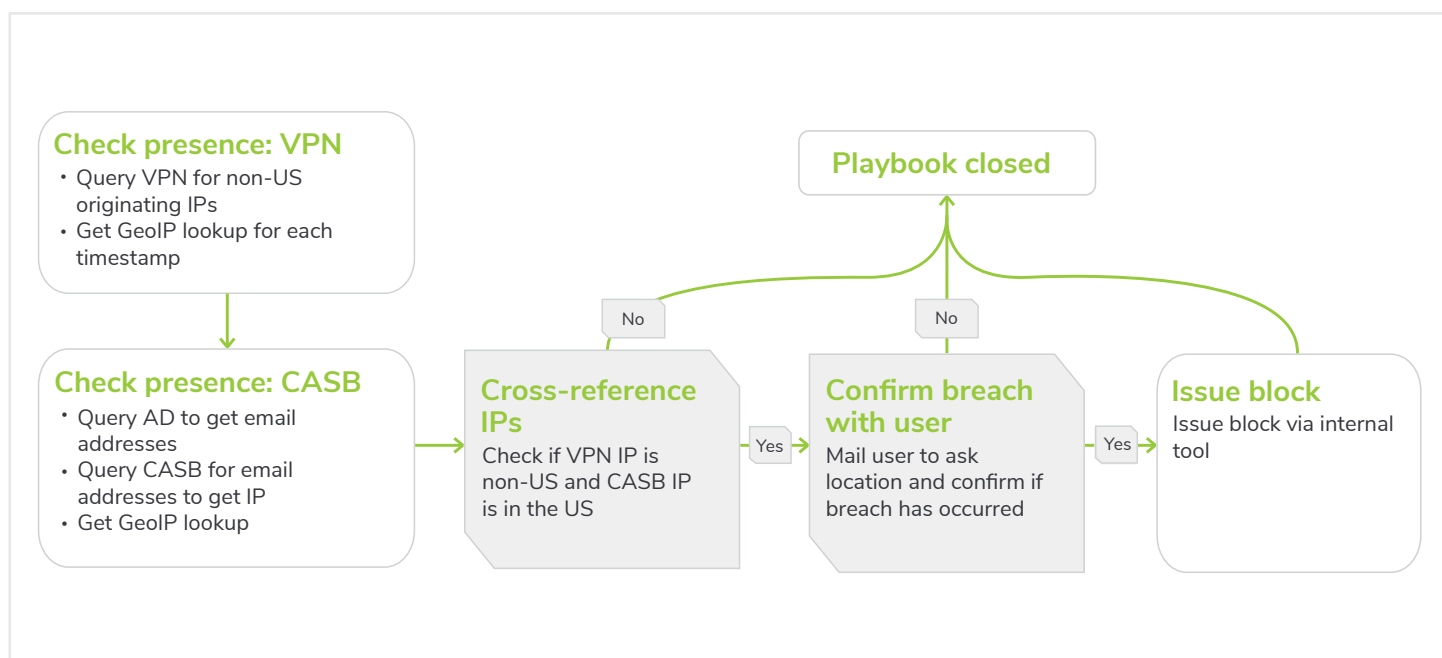 Check presence: VPN
• Query VPN for non-US
originating IPs
• Get GeoIP lookup for each
timestamp
Playbook closed
No
No
Check presence: CASB
• Query AD to get email
addresses
• Query CASB for email
addresses to get IP
• Get GeoIP lookup
Cross-reference
IPs
Check if VPN IP is
non-US and CASB IP
is in the US
Yes
Confirm breach
with user
Mail user to ask
location and confirm if
breach has occurred
Yes
Issue block
Issue block via internal
tool